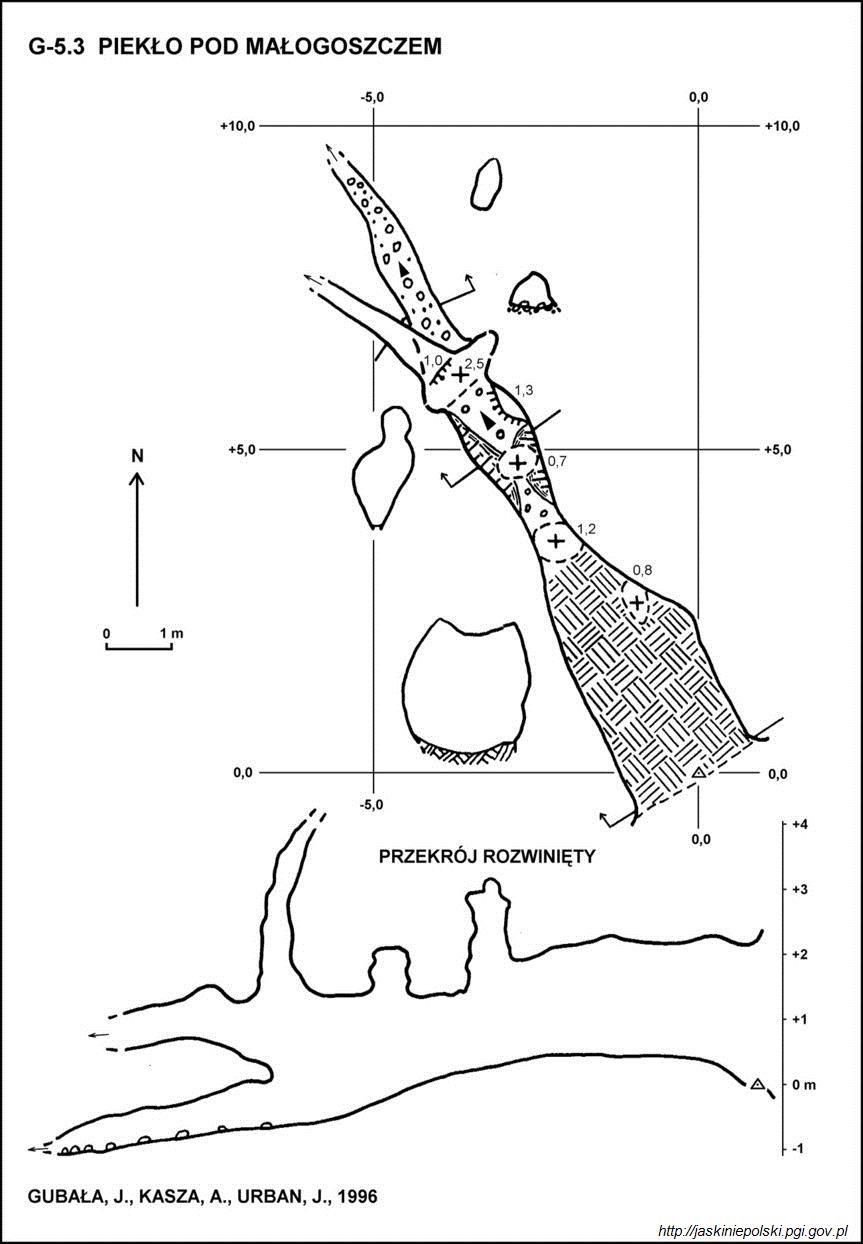 G-5.3 PIEKŁO POD MAŁOGOSZCZEM
-5,0 0,0
+10,0 +10,0
1,0 2,5
1,3
+5,0 +5,0
0,7
N
1,2
0,8
0 1 m
0,0 0,0
-5,0
0,0
+4
PRZEKRÓJ ROZWINIĘTY
+3
+2
+1
0 m
-1
GUBAŁA, J., KASZA, A., URBAN, J., 1996
http://jaskiniepolski.pgi.gov.pl